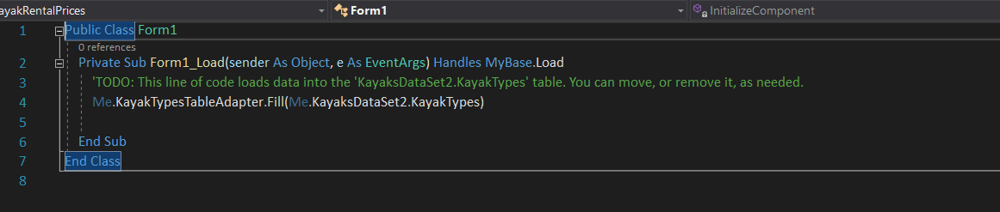 ayakRentalPrices Form1 InitializeComponent
1 Public Class Form1
0 references
2 Private Sub Form1_Load(sender As Object, e As EventArgs) Handles MyBase.Load
3 'TODO: This line of code loads data into the 'KayaksDataSet2.KayakTypes' table. You can move, or remove it, as needed.
4 Me.KayakTypesTableAdapter.Fill(Me.KayaksDataSet2.KayakTypes)
5
6 End Sub
7 End Class
8